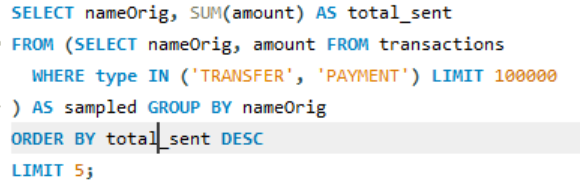 SELECT nameOrig, SUM(amount) AS total_sent
FROM (SELECT nameOrig, amount FROM transactions
WHERE type IN ('TRANSFER', 'PAYMENT') LIMIT 100000
) AS sampled GROUP BY nameOrig
ORDER BY total_sent DESC
LIMIT 5;